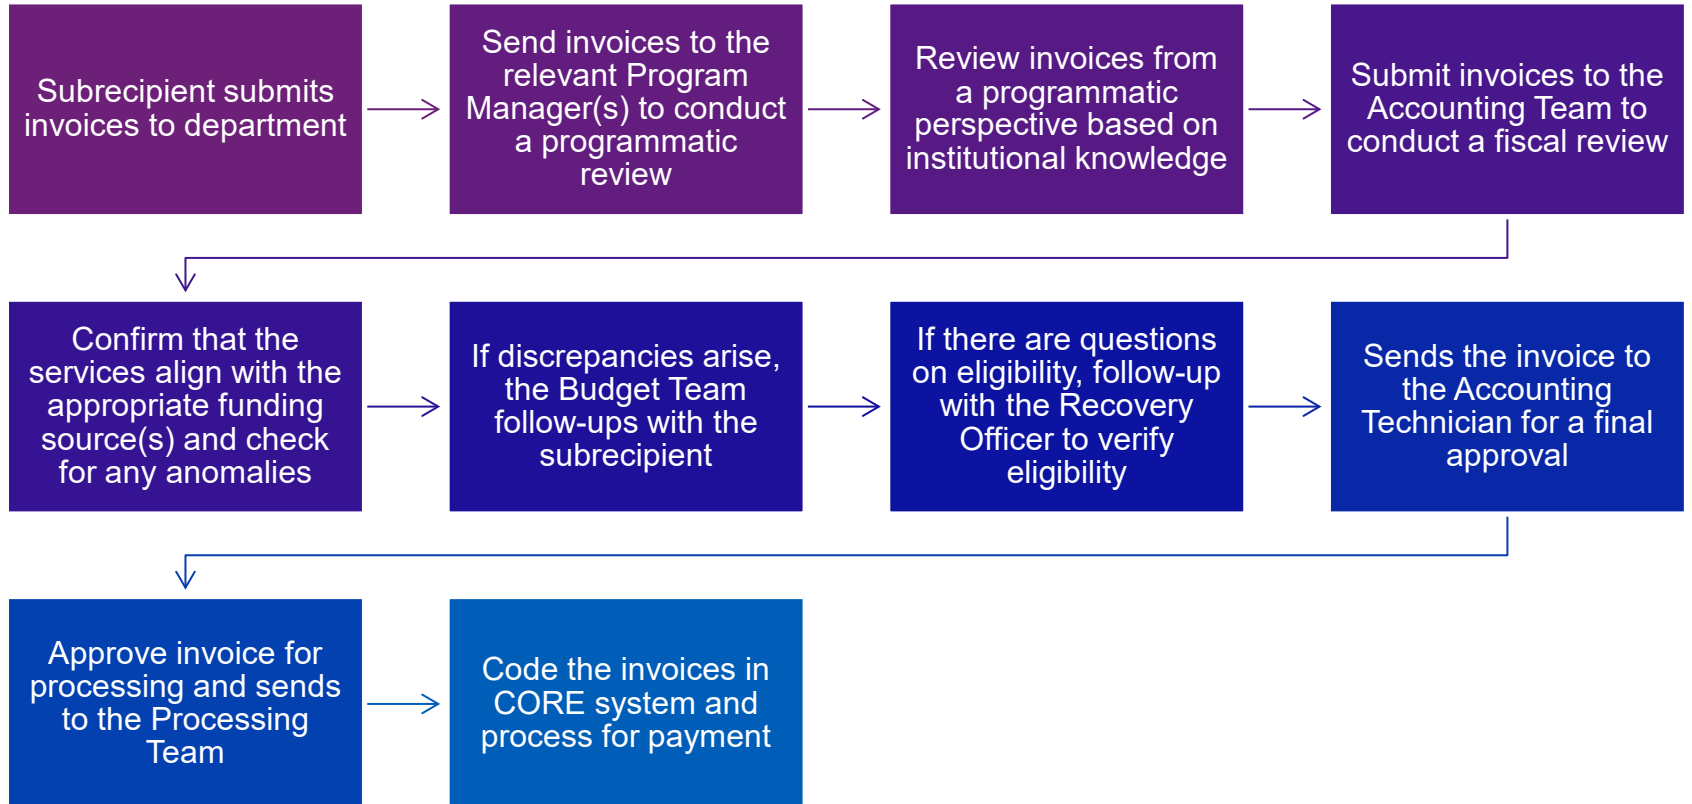 Subrecipient submits
invoices to department
Send invoices to the
relevant Program
Manager(s) to conduct
a programmatic
review
Review invoices from
a programmatic
perspective based on
institutional knowledge
Submit invoices to the
Accounting Team to
conduct a fiscal review
Confirm that the
services align with the
appropriate funding
source(s) and check
for any anomalies
If discrepancies arise,
the Budget Team
follow-ups with the
subrecipient
If there are questions
on eligibility, follow-up
with the Recovery
Officer to verify
eligibility
Sends the invoice to
the Accounting
Technician for a final
approval
Approve invoice for
processing and sends
to the Processing
Team
Code the invoices in
CORE system and
process for payment